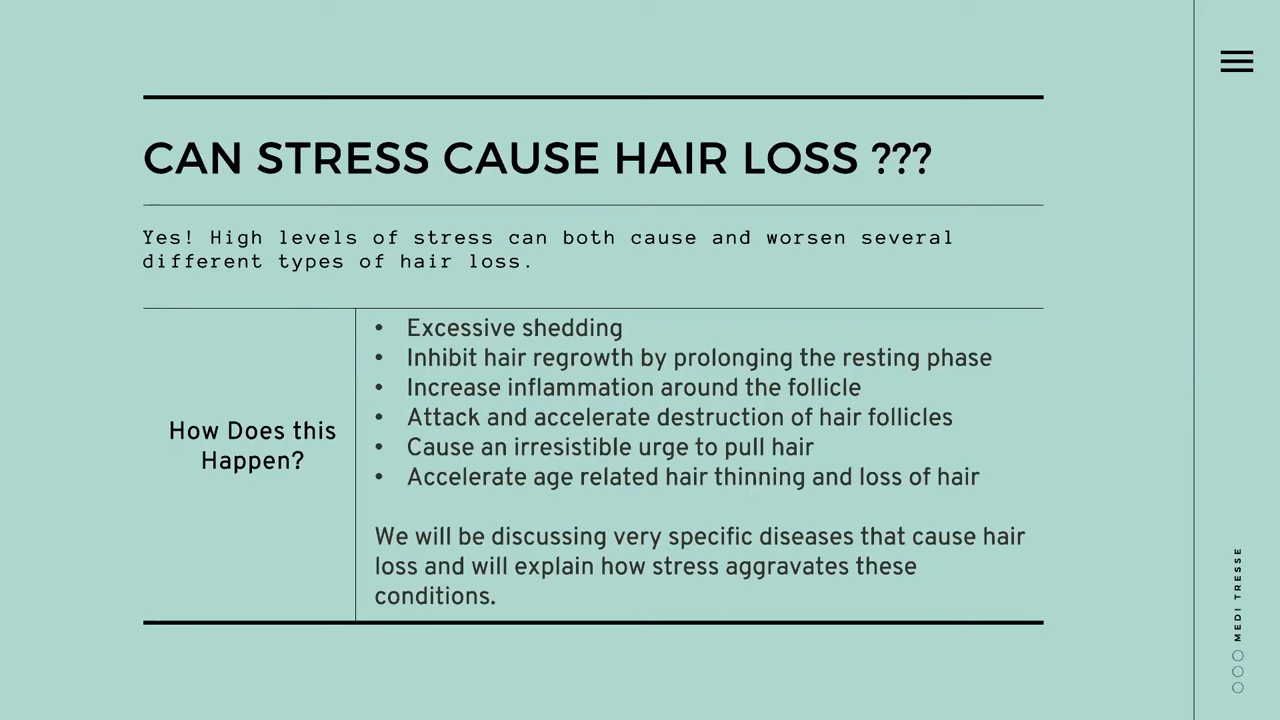 CAN STRESS CAUSE HAIR LOSS ???
Yes! High levels of stress can both cause and worsen several
different types of hair loss.
How Does this
Happen?
• Excessive shedding
• Inhibit hair regrowth by prolonging the resting phase
• Increase inflammation around the follicle
• Attack and accelerate destruction of hair follicles
• Cause an irresistible urge to pull hair
• Accelerate age related hair thinning and loss of hair
We will be discussing very specific diseases that cause hair
loss and will explain how stress aggravates these
conditions.
MEDI TRESSE